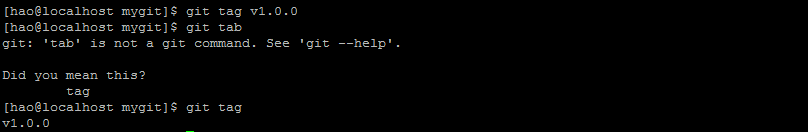 [hao@localhost mygit]$ git tag v1.0.0
[hao@localhost mygit]$ git tab
git: 'tab' is not a git command. See 'git --help'.

Did you mean this?
        tag
[hao@localhost mygit]$ git tag
v1.0.0